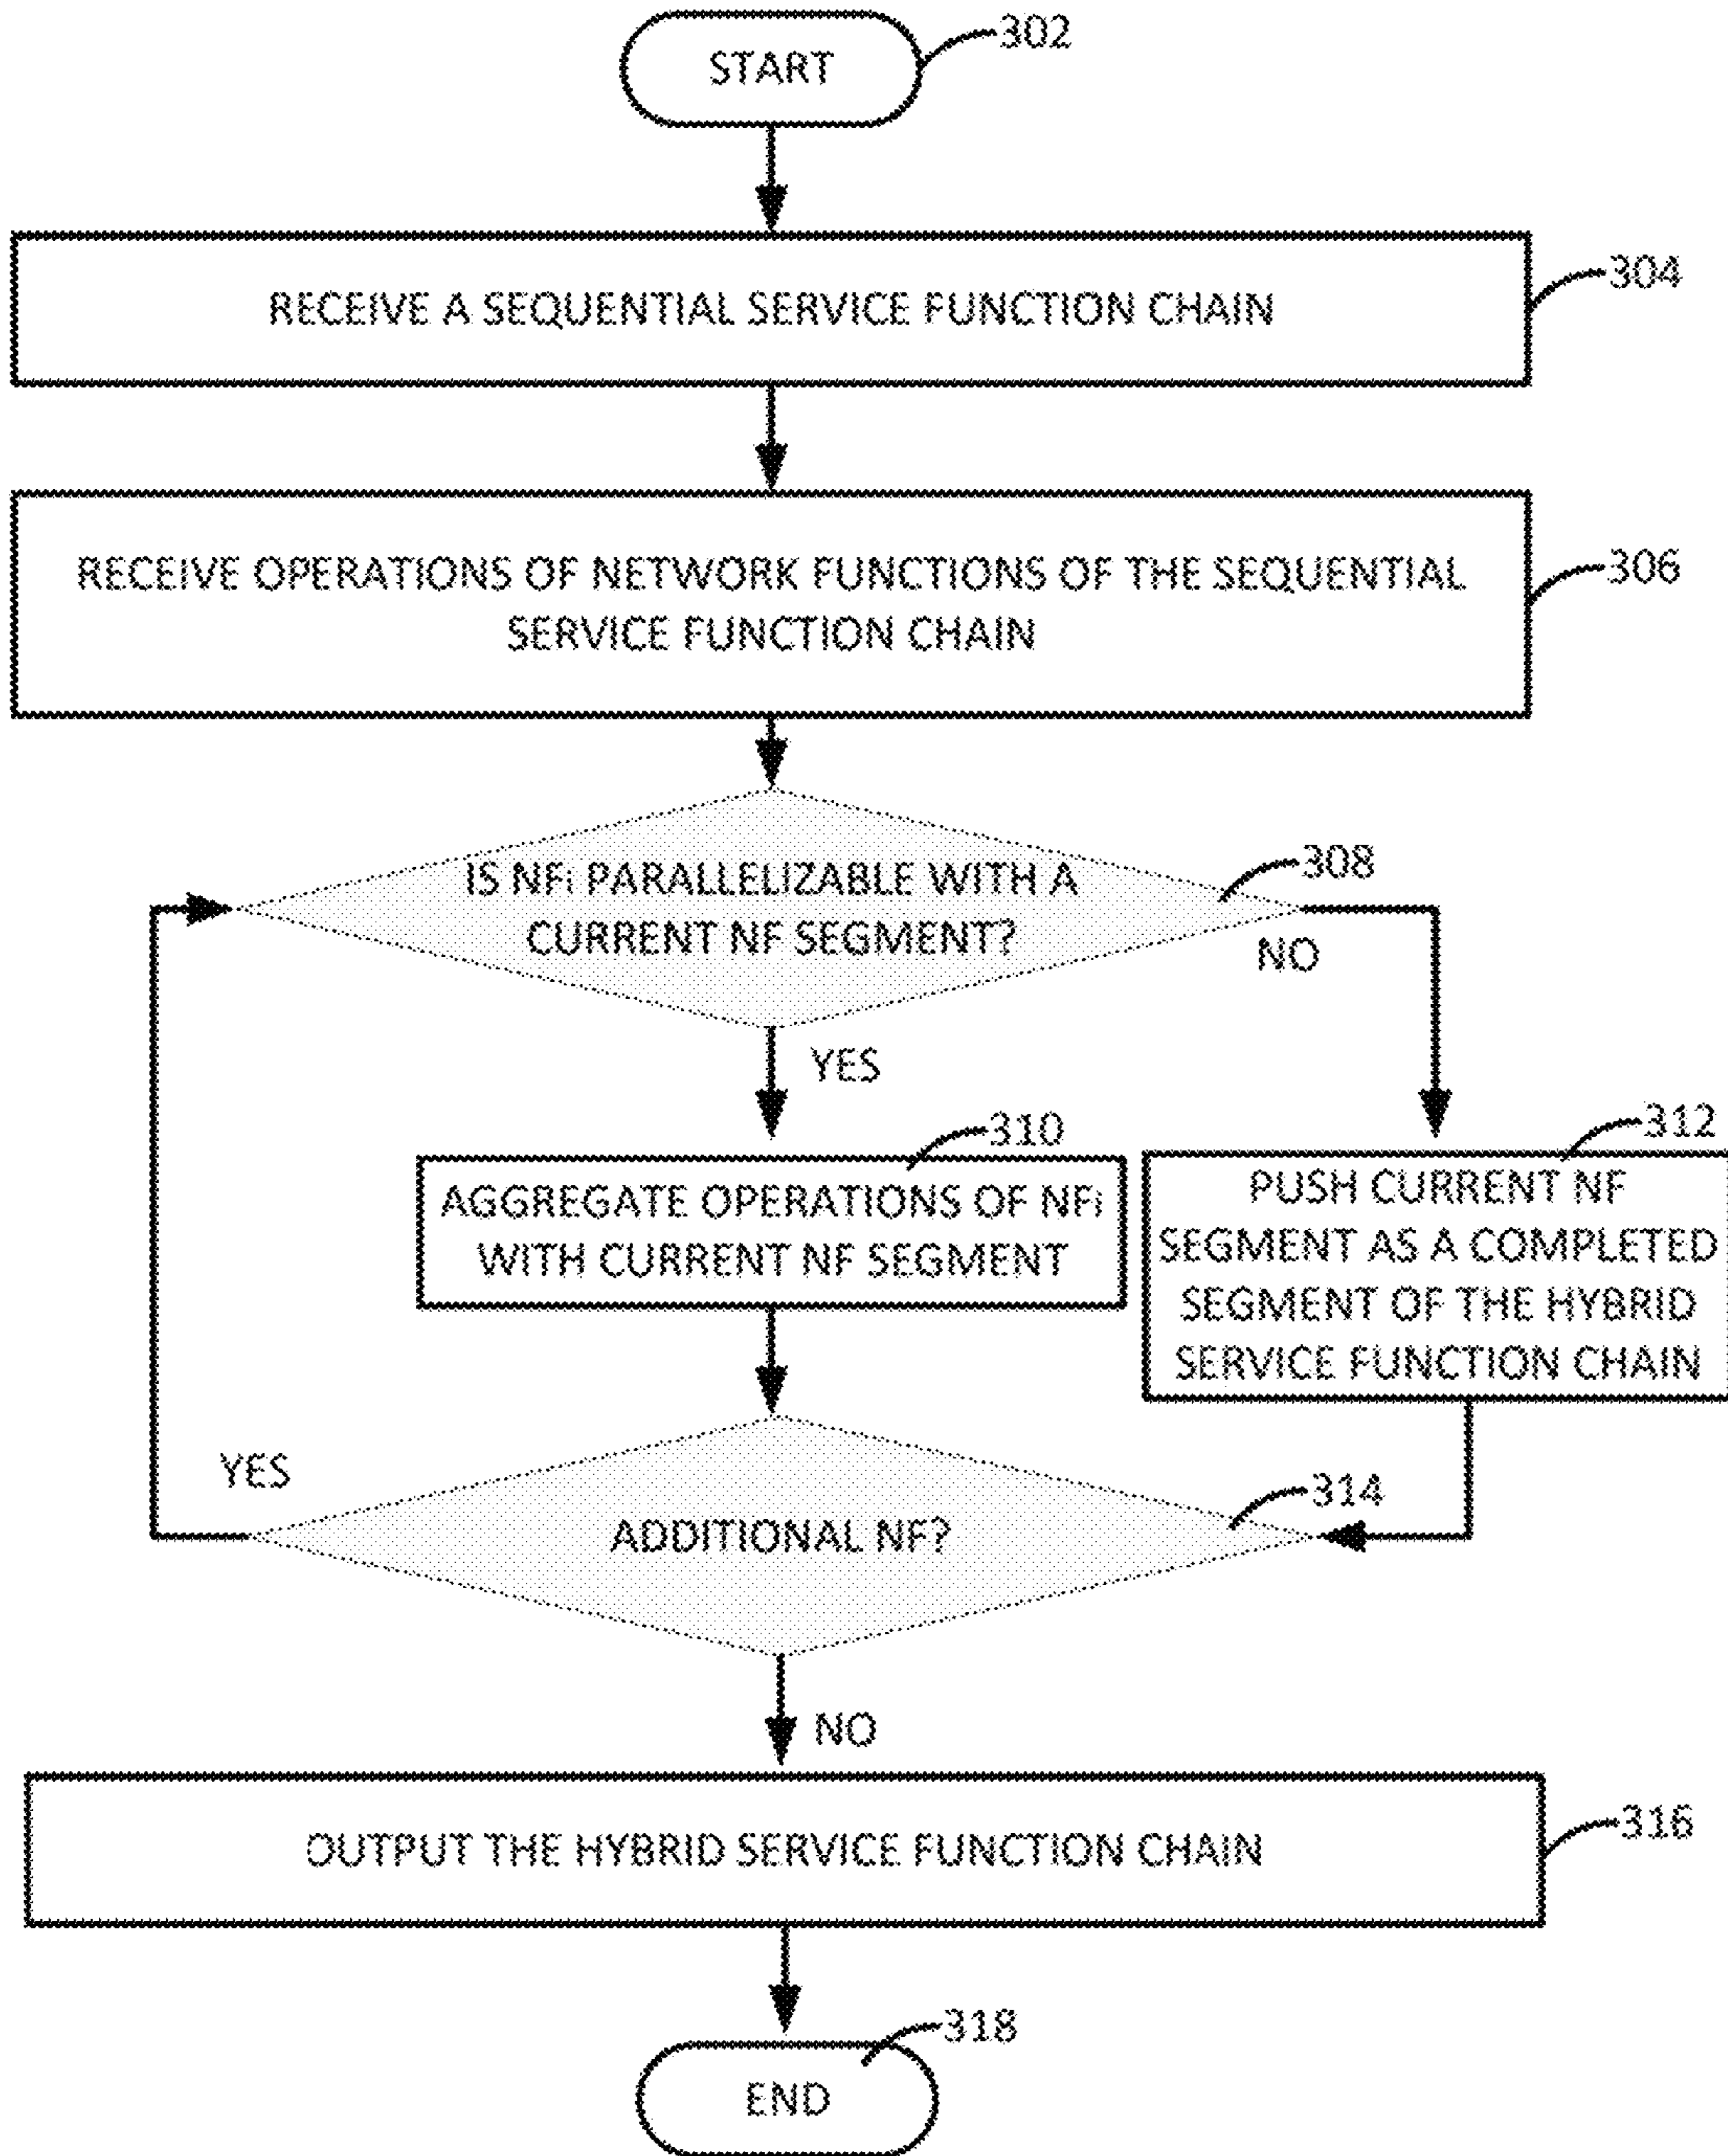 START
302
RECEIVE A SEQUENTIAL SERVICE FUNCTION CHAIN
304
RECEIVE OPERATIONS OF NETWORK FUNCTIONS OF THE SEQUENTIAL
SERVICE FUNCTION CHAIN
306
IS NFi PARALLELIZABLE WITH A
CURRENT NF SEGMENT?
308
NO
YES
310
AGGREGATE OPERATIONS OF NFi
WITH CURRENT NF SEGMENT
312
PUSH CURRENT NF
SEGMENT AS A COMPLETED
SEGMENT OF THE HYBRID
SERVICE FUNCTION CHAIN
YES
ADDITIONAL NF?
314
NO
OUTPUT THE HYBRID SERVICE FUNCTION CHAIN
316
318
END